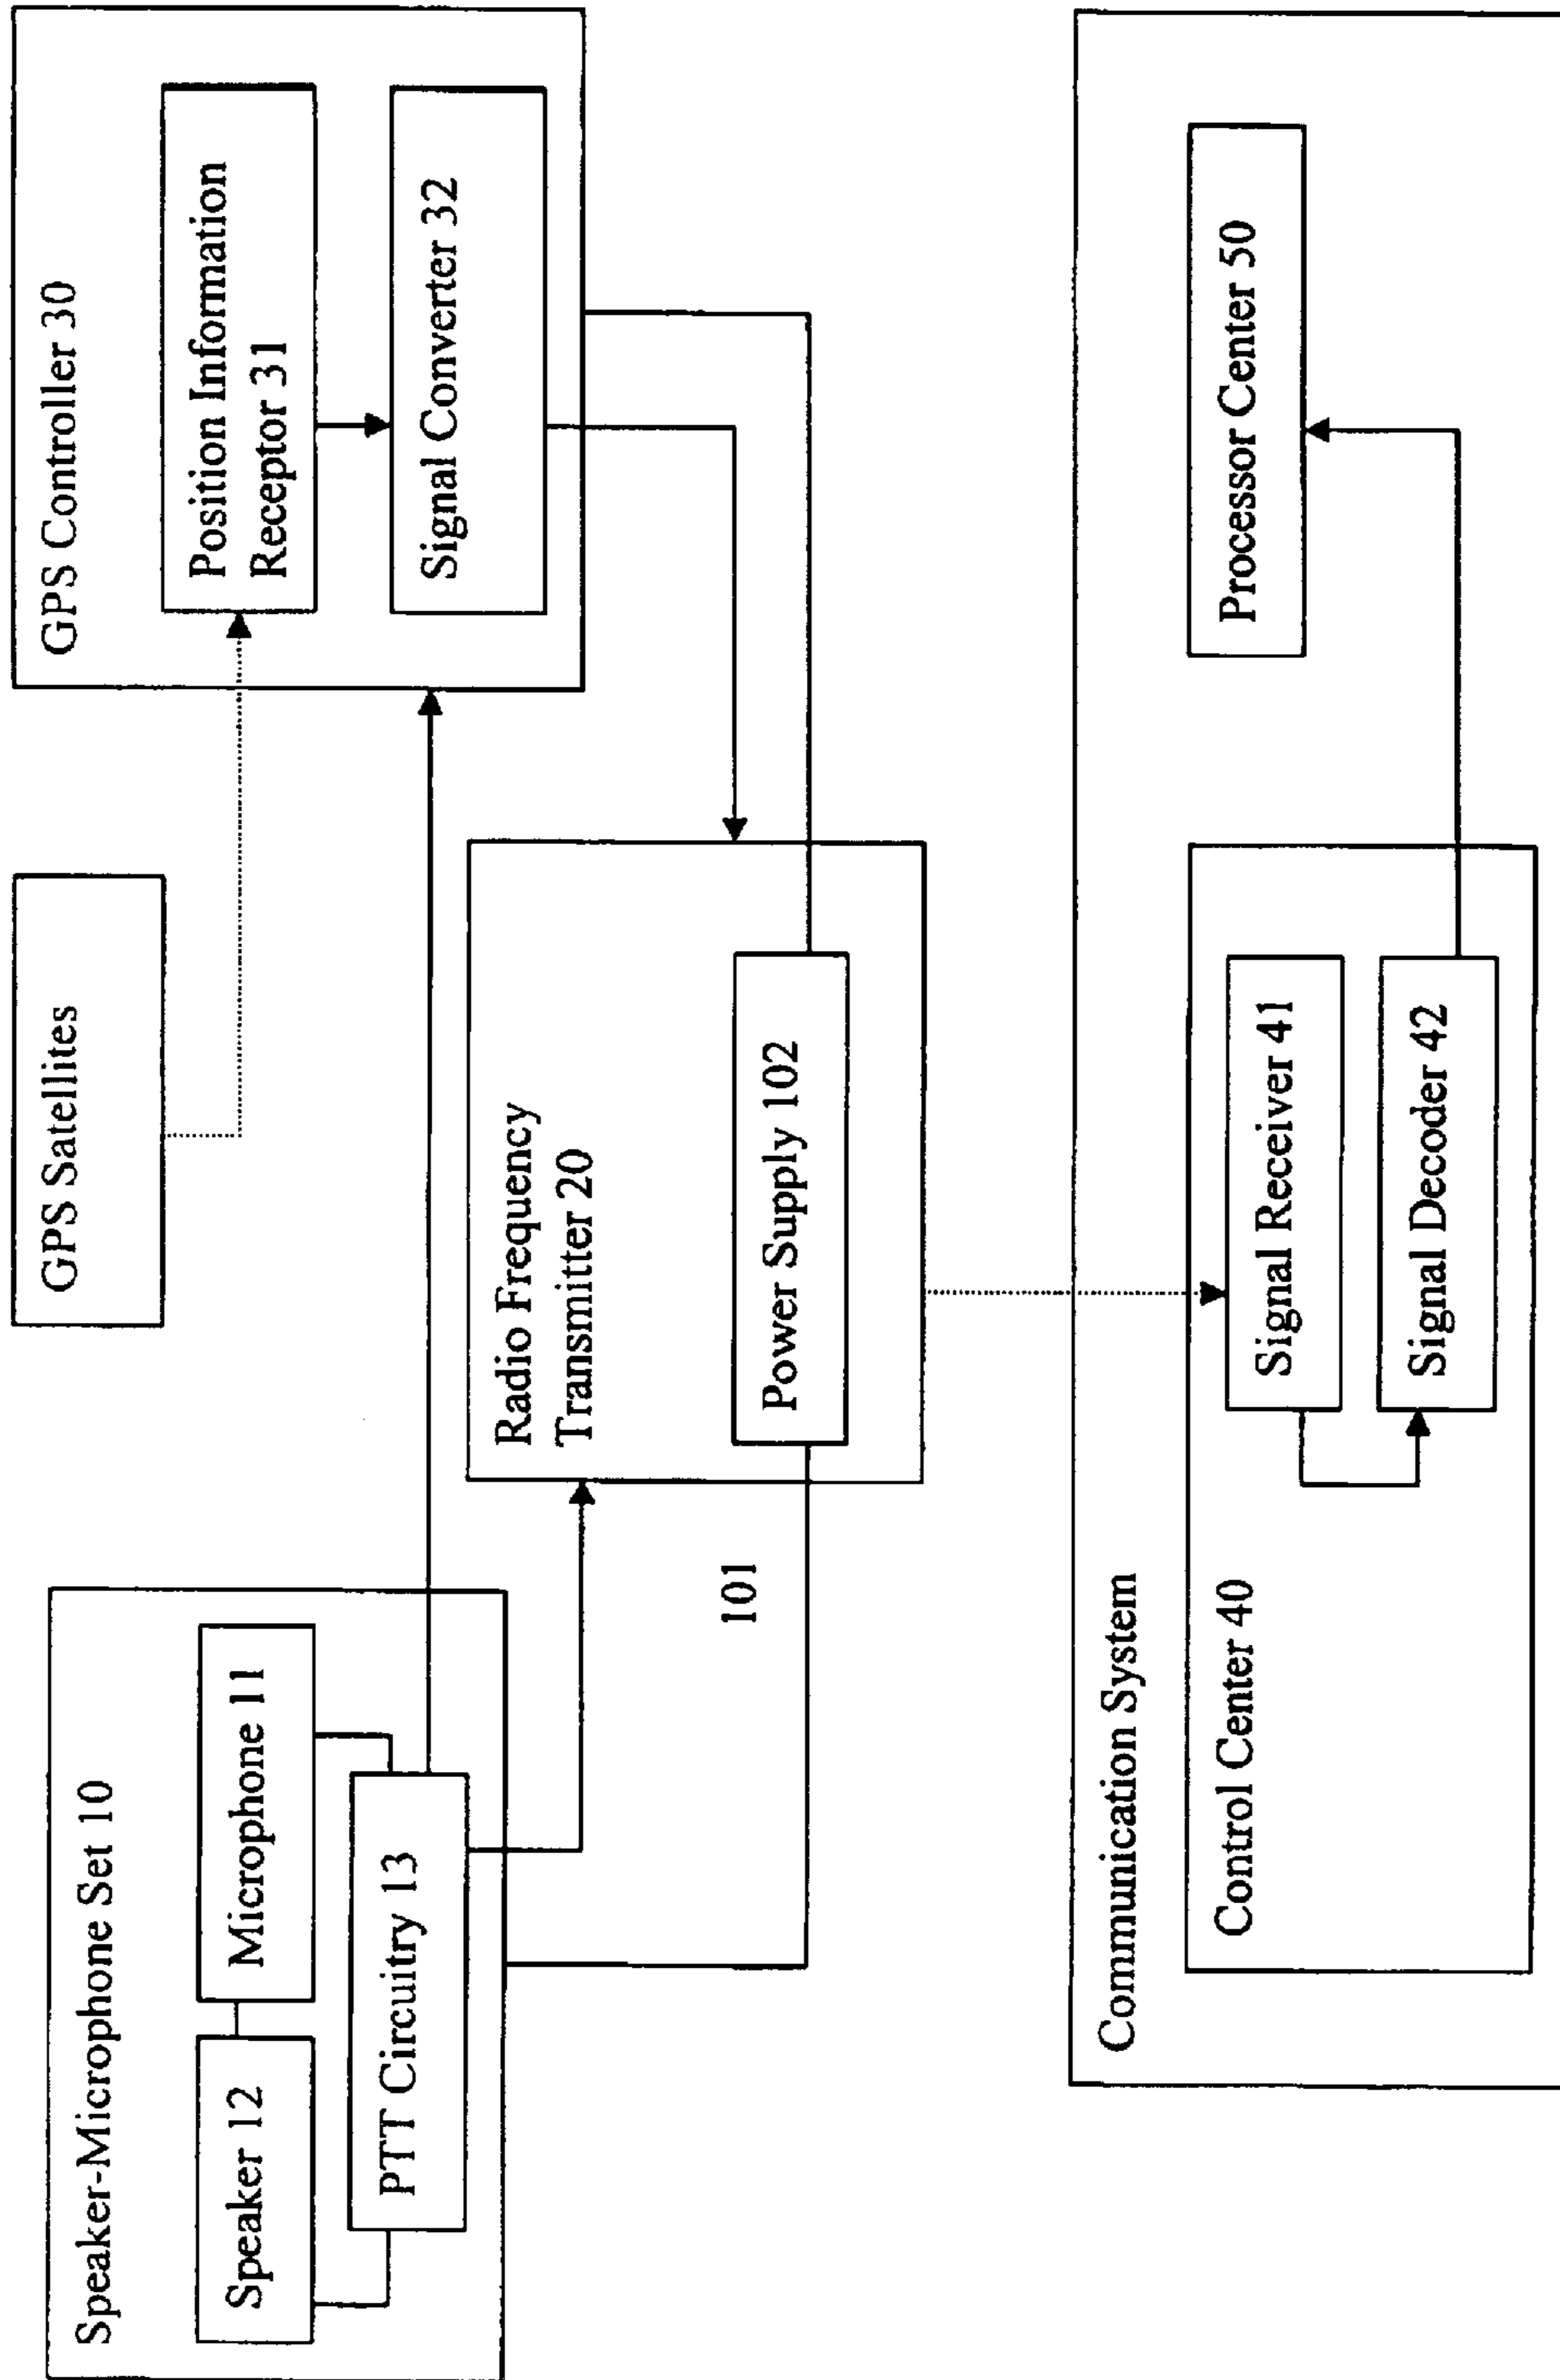 Speaker-Microphone Set 10
Speaker 12
Microphone 11
PTT Circuitry 13
GPS Satellites
GPS Controller 30
Position Information
Receptor 31
Signal Converter 32
Radio Frequency
Transmitter 20
Power Supply 102
101
Communication System
Control Center 40
Signal Receiver 41
Signal Decoder 42
Processor Center 50